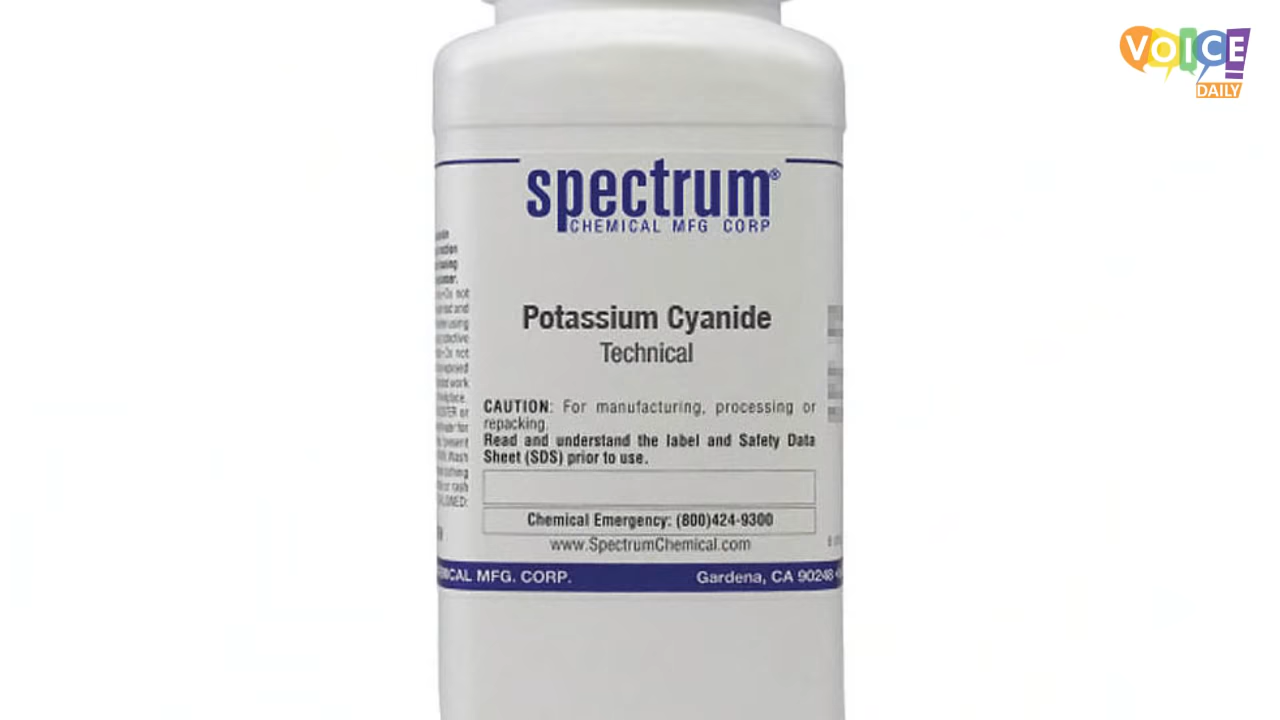 VOICE!
DAILY
spectrum®
CHEMICAL MFG CORP
Potassium Cyanide
Technical
CAUTION: For manufacturing, processing or
repacking.
Read and understand the label and Safety Data
Sheet (SDS) prior to use.
Chemical Emergency: (800)424-9300
www.SpectrumChemical.com
MFG. CORP.
Gardena, CA 90248